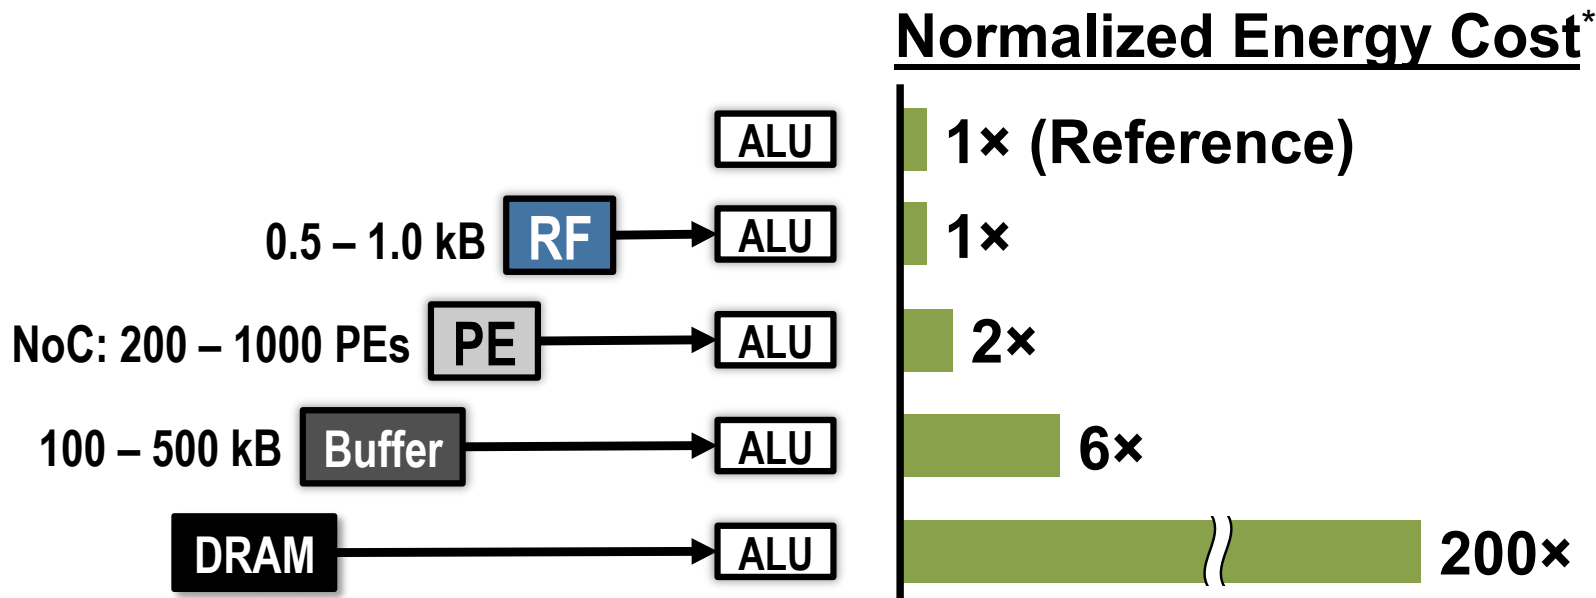 Normalized Energy Cost*
ALU 1× (Reference)
0.5 – 1.0 kB RF ALU 1×
NoC: 200 – 1000 PEs PE ALU 2×
100 – 500 kB Buffer ALU 6×
DRAM ALU 200×